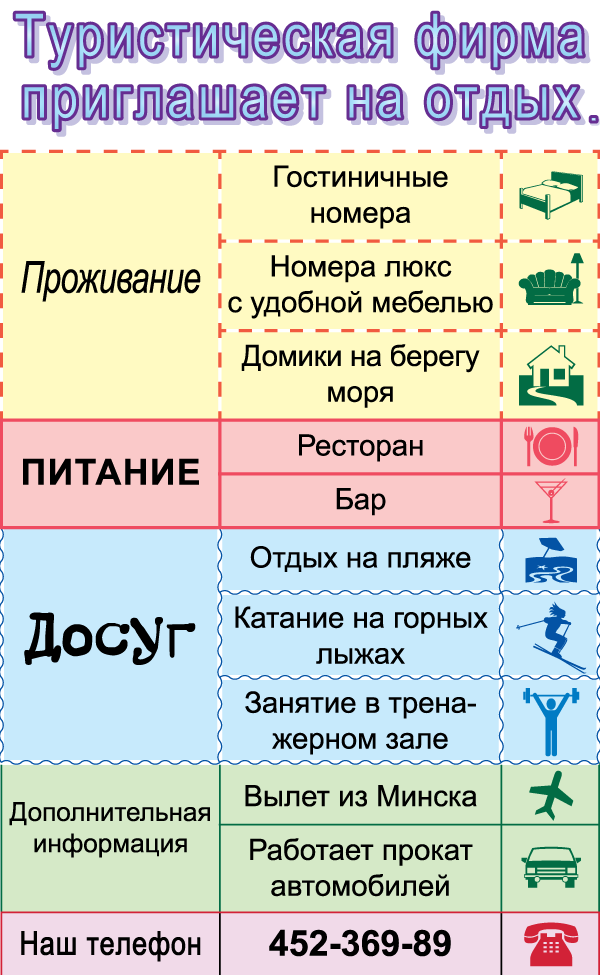 Туристическая фирма
приглашает на отдых.
Проживание
Гостиничные
номера
Номера люкс
с удобной мебелью
Домики на берегу
моря
ПИТАНИЕ
Ресторан
Бар
Досуг
Отдых на пляже
Катание на горных
лыжах
Занятие в трена-
жерном зале
Дополнительная
информация
Вылет из Минска
Работает прокат
автомобилей
Наш телефон
452-369-89